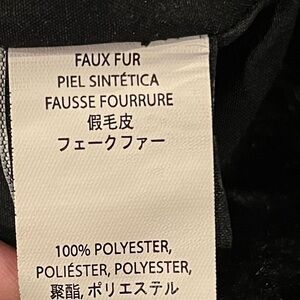 FAUX FUR
PIEL SINTÉTICA
FAUSSE FOURRURE
假毛皮
フェークファー
100% POLYESTER,
POLIÉSTER, POLYESTER,
聚酯, ポリエステル